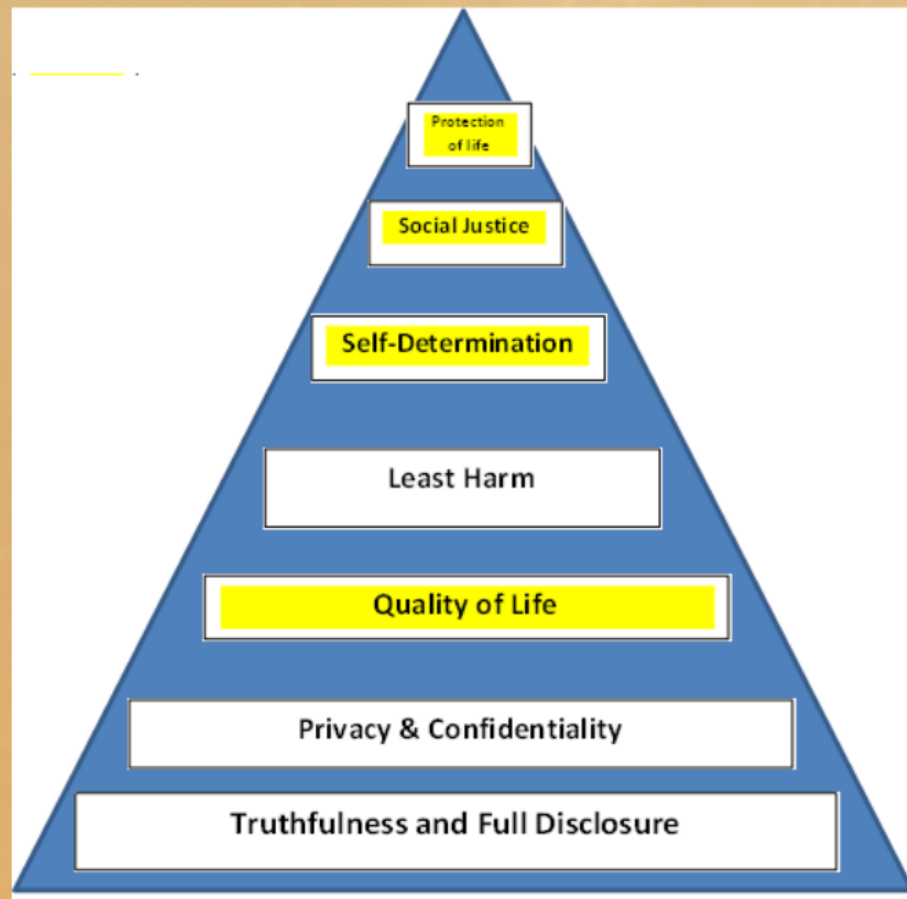 Protection
of life
Social Justice
Self-Determination
Least Harm
Quality of Life
Privacy & Confidentiality
Truthfulness and Full Disclosure